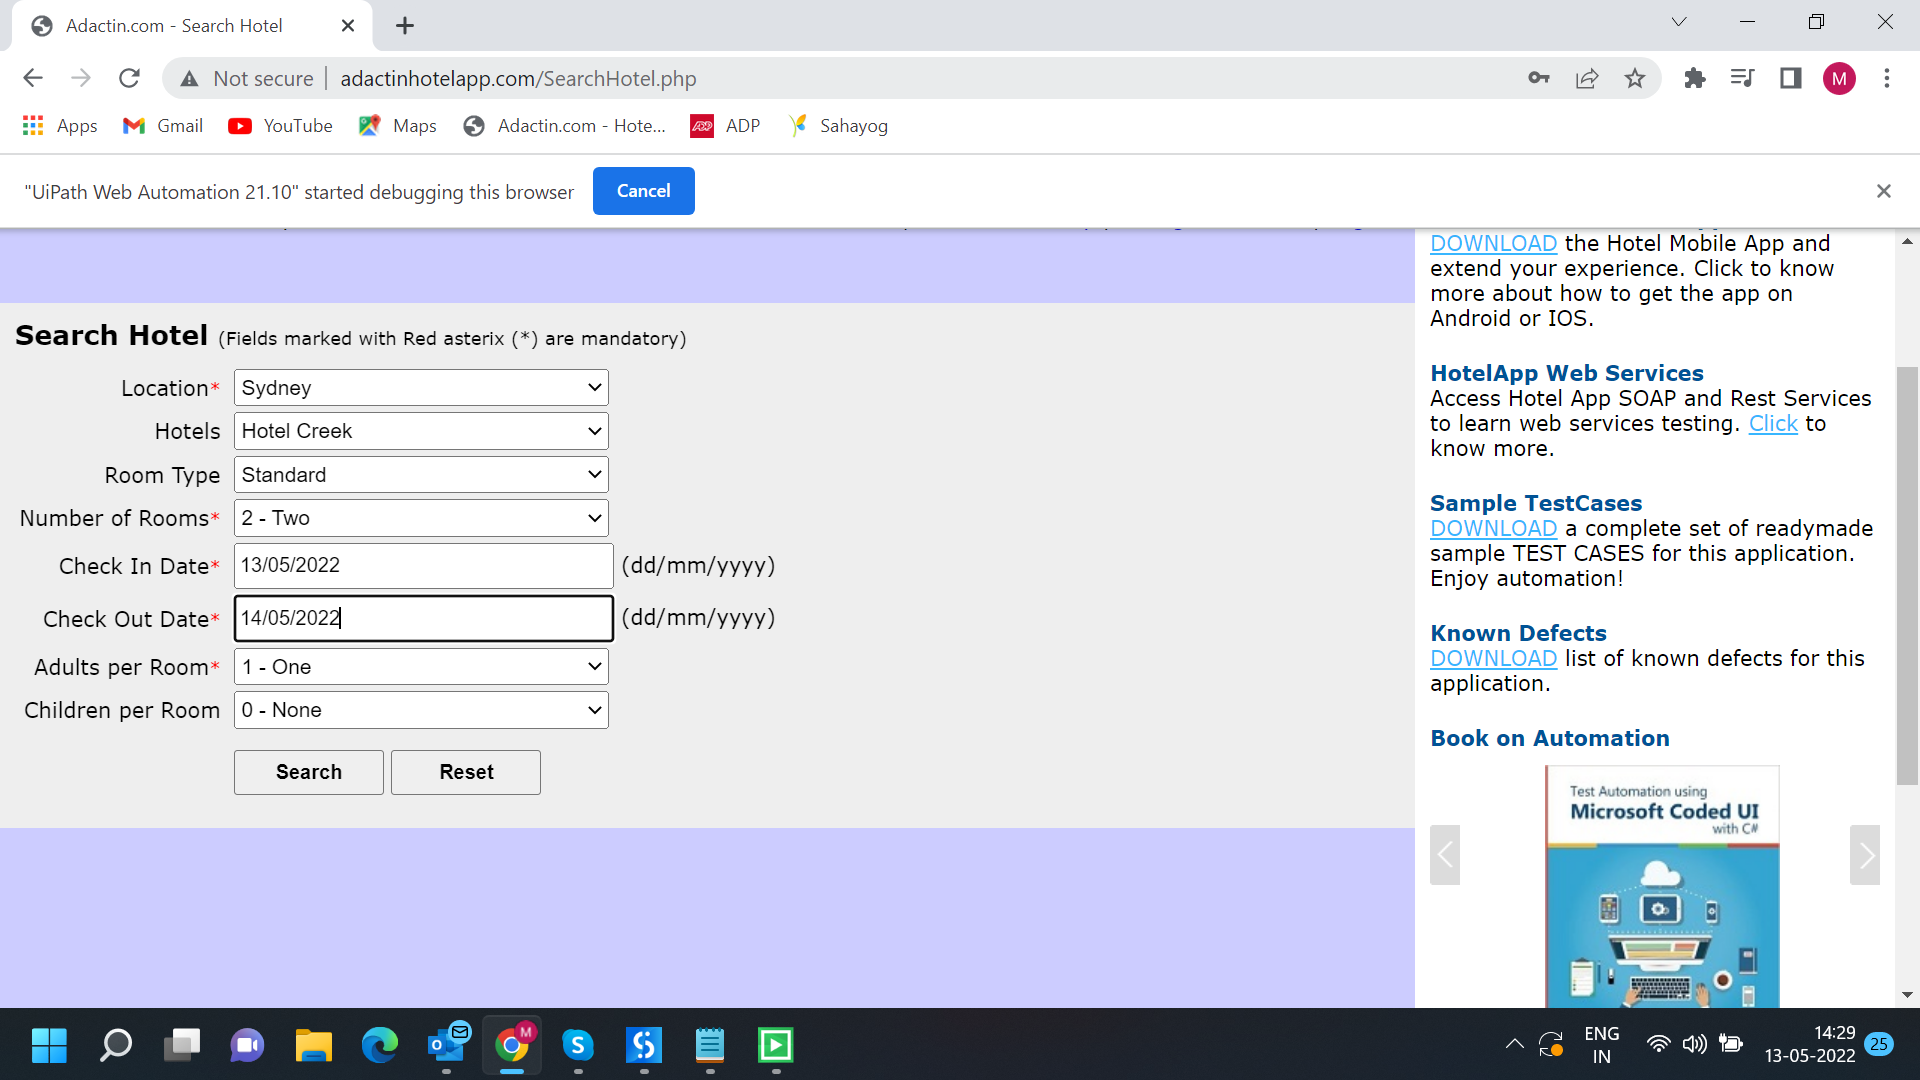 Adactin.com - Search Hotel
Not secure
adactinhotelapp.com/SearchHotel.php
M
Apps
Gmail
YouTube
Maps
Adactin.com - Hote...
ADP
ADP
Sahayog
"UiPath Web Automation 21.10" started debugging this browser
Cancel
Search Hotel (Fields marked with Red asterix (*) are mandatory)
Location* Sydney
Hotels Hotel Creek
Room Type Standard
Number of Rooms* 2 - Two
Check In Date* 13/05/2022 (dd/mm/yyyy)
Check Out Date* 14/05/2022 (dd/mm/yyyy)
Adults per Room* 1 - One
Children per Room 0 - None
Search Reset
DOWNLOAD the Hotel Mobile App and
extend your experience. Click to know
more about how to get the app on
Android or IOS.
HotelApp Web Services
Access Hotel App SOAP and Rest Services
to learn web services testing. Click to
know more.
Sample TestCases
DOWNLOAD a complete set of readymade
sample TEST CASES for this application.
Enjoy automation!
Known Defects
DOWNLOAD list of known defects for this
application.
Book on Automation
Test Automation using
Microsoft Coded UI
with C#
M
ENG
IN
14:29
13-05-2022
25